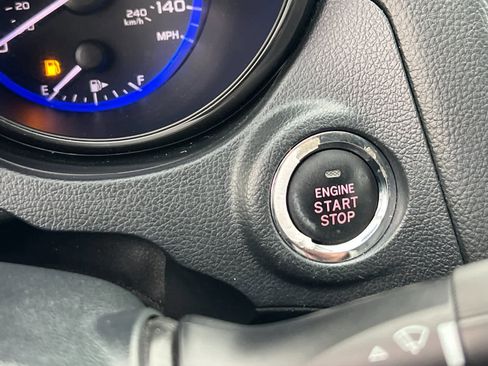 20
140
240
km/h
MPH
E
F
ENGINE
START
STOP